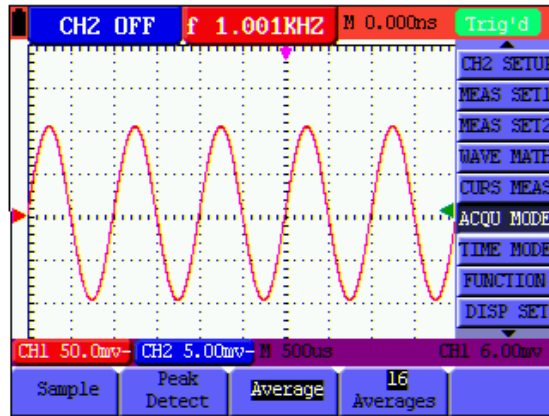 CH2 OFF f 1.001KHZ M 0.000ns Trig'd
CH2 SETUP
MEAS SET1
MEAS SET2
WAVE MATH
CURS MEAS
ACQU MODE
TIME MODE
FUNCTION
DISP SET
CH1 50.0mv- CH2 5.00mv- M 500us CH1 6.00mv
Sample
Peak
Detect
Average
16
Averages